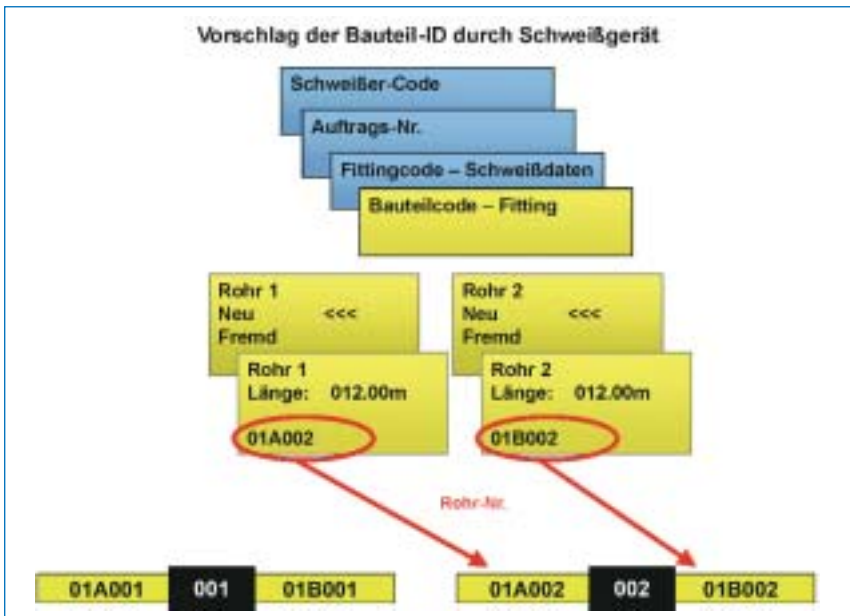 Vorschlag der Bauteil-ID durch Schweißgerät
Schweißer-Code
Auftrags-Nr.
Fittingcode – Schweißdaten
Bauteilcode – Fitting
Rohr 1
Neu <<<
Fremd
Rohr 2
Neu <<<
Fremd
Rohr 1
Länge: 012.00m
01A002
Rohr 2
Länge: 012.00m
01B002
Rohr-Nr.
01A001 001 01B001
01A002 002 01B002